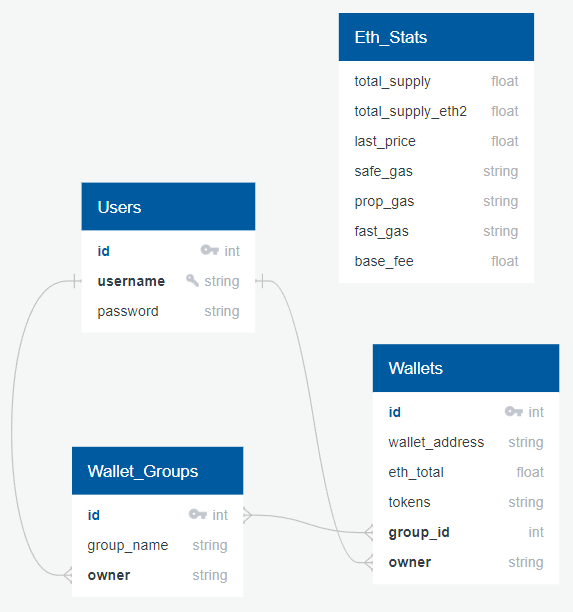 Eth_Stats
total_supply float
total_supply_eth2 float
last_price float
safe_gas string
prop_gas string
fast_gas string
base_fee float
Users
id int
username string
password string
Wallets
id int
wallet_address string
eth_total float
tokens string
group_id int
owner string
Wallet_Groups
id int
group_name string
owner string